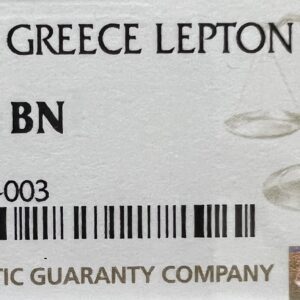 GREECE LEPTON
BN
-003
TIC GUARANTY COMPANY